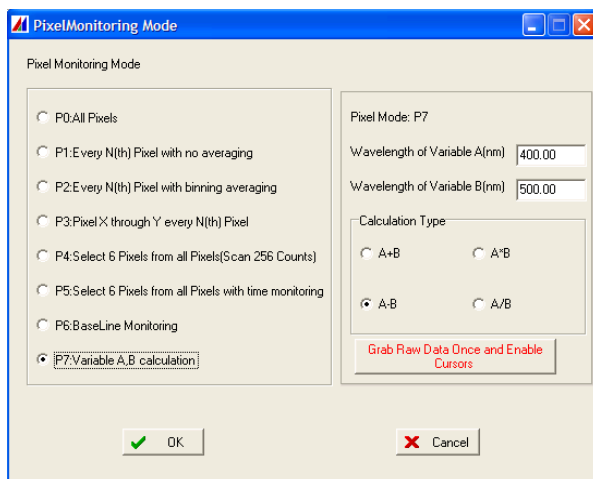 PixelMonitoring Mode
Pixel Monitoring Mode
P0:All Pixels
P1:Every N(th) Pixel with no averaging
P2:Every N(th) Pixel with binning averaging
P3:Pixel X through Y every N(th) Pixel
P4:Select 6 Pixels from all Pixels(Scan 256 Counts)
P5:Select 6 Pixels from all Pixels with time monitoring
P6:BaseLine Monitoring
P7:Variable A,B calculation
Pixel Mode: P7
Wavelength of Variable A(nm) 400.00
Wavelength of Variable B(nm) 500.00
Calculation Type
A+B A*B
A-B A/B
Grab Raw Data Once and Enable
Cursors
OK Cancel